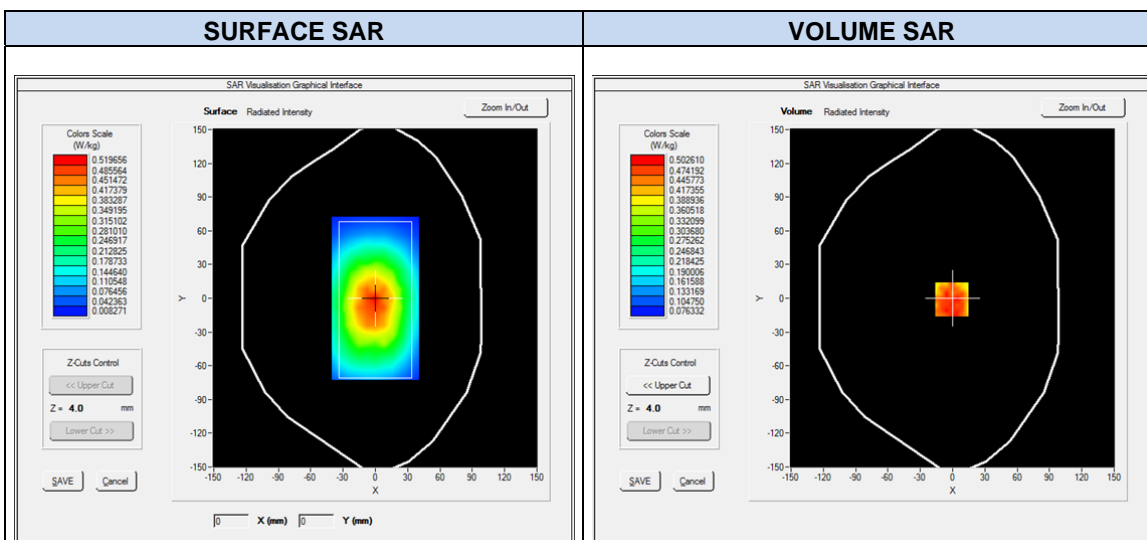 SURFACE SAR
VOLUME SAR
SAR Visualisation Graphical Interface
Surface Radiated Intensity
Zoom In/Out
Colors Scale
(W/kg)
0.519656
0.485564
0.451472
0.417379
0.383287
0.349195
0.315102
0.281010
0.246917
0.212825
0.178733
0.144640
0.110548
0.076456
0.042363
0.008271
150
120
90
60
30
0
-30
-60
-90
-120
-150
Y
-150 -120 -90 -60 -30 0 30 60 90 120 150
X
Z-Cuts Control
<< Upper Cut
Z = 4.0 mm
Lower Cut >>
SAVE Cancel
0 X (mm) 0 Y (mm)
SAR Visualisation Graphical Interface
Volume Radiated Intensity
Zoom In/Out
Colors Scale
(W/kg)
0.502610
0.474192
0.445773
0.417355
0.388936
0.360518
0.332099
0.303680
0.275262
0.246843
0.218425
0.190006
0.161588
0.133169
0.104750
0.076332
150
120
90
60
30
0
-30
-60
-90
-120
-150
Y
-150 -120 -90 -60 -30 0 30 60 90 120 150
X
Z-Cuts Control
<< Upper Cut
Z = 4.0 mm
Lower Cut >>
SAVE Cancel